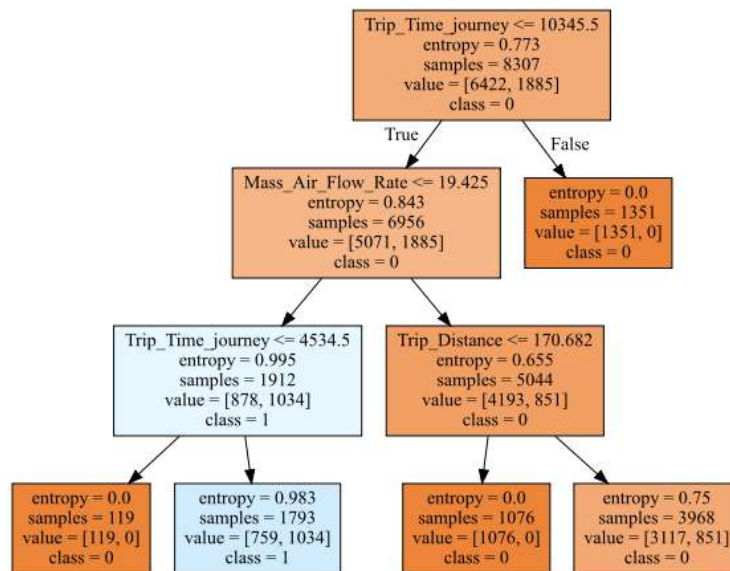 Trip_Time_journey <= 10345.5
entropy = 0.773
samples = 8307
value = [6422, 1885]
class = 0
True
False
Mass_Air_Flow_Rate <= 19.425
entropy = 0.843
samples = 6956
value = [5071, 1885]
class = 0
entropy = 0.0
samples = 1351
value = [1351, 0]
class = 0
Trip_Time_journey <= 4534.5
entropy = 0.995
samples = 1912
value = [878, 1034]
class = 1
Trip_Distance <= 170.682
entropy = 0.655
samples = 5044
value = [4193, 851]
class = 0
entropy = 0.0
samples = 119
value = [119, 0]
class = 0
entropy = 0.983
samples = 1793
value = [759, 1034]
class = 1
entropy = 0.0
samples = 1076
value = [1076, 0]
class = 0
entropy = 0.75
samples = 3968
value = [3117, 851]
class = 0